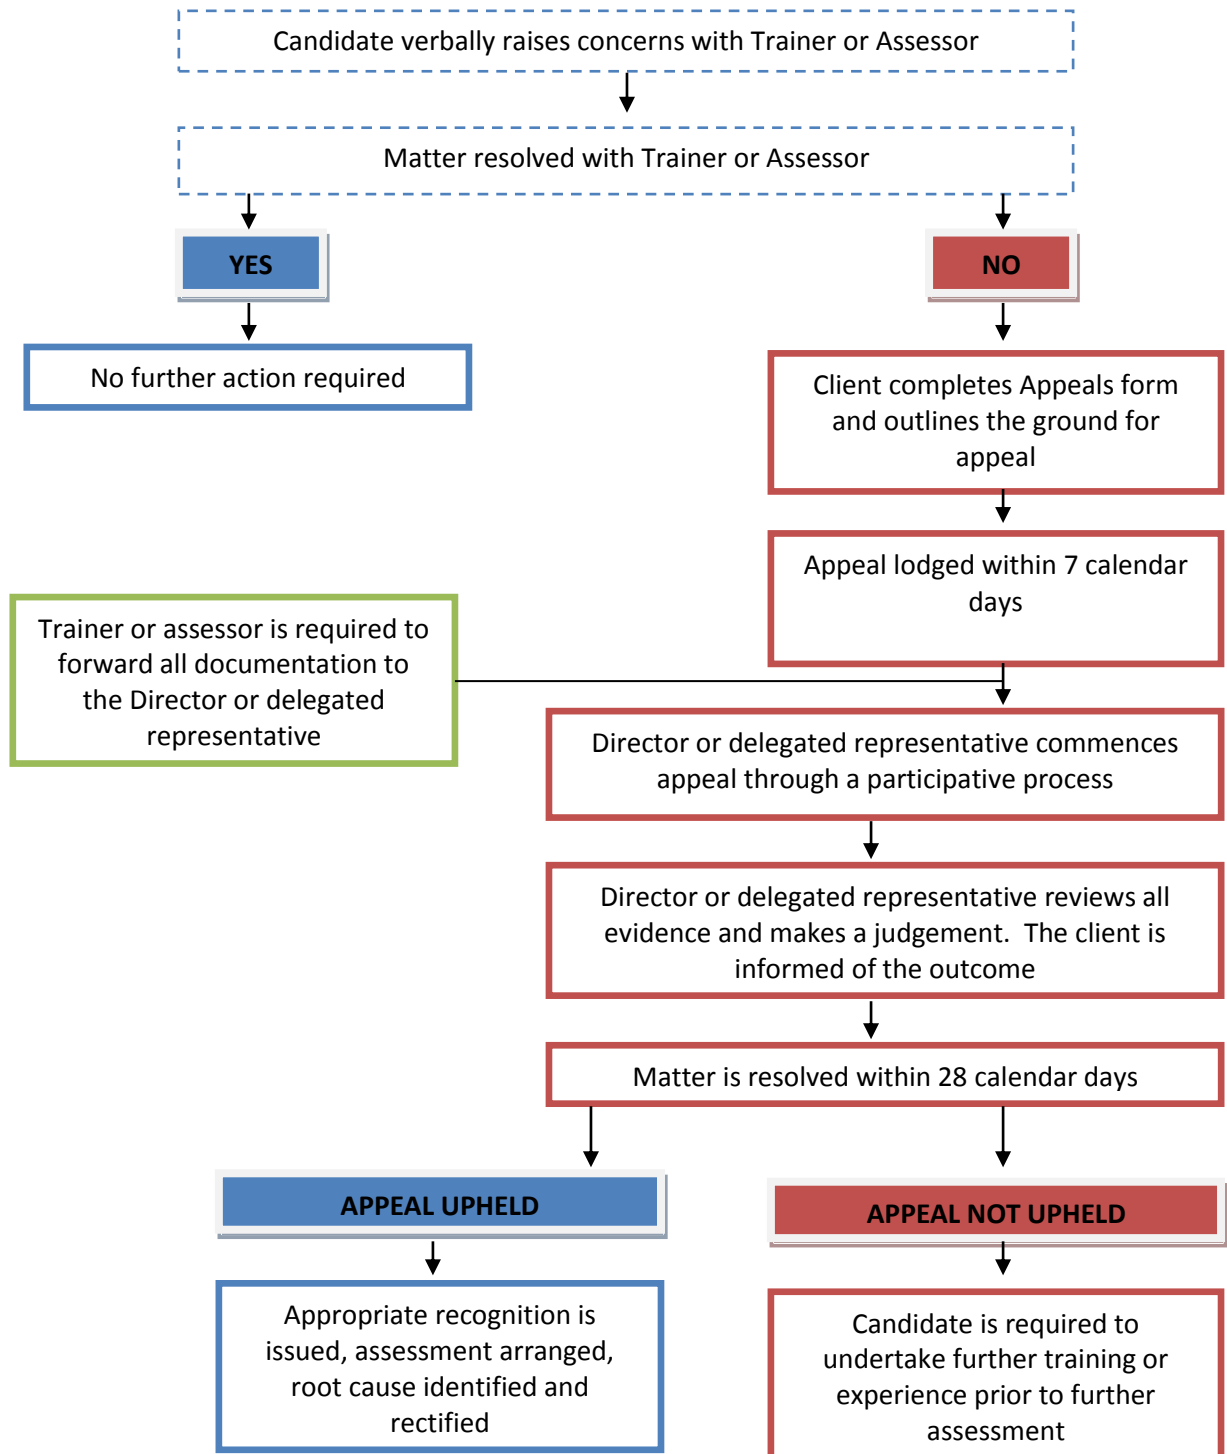 Candidate verbally raises concerns with Trainer or Assessor
Matter resolved with Trainer or Assessor
YES
NO
No further action required
Client completes Appeals form
and outlines the ground for
appeal
Appeal lodged within 7 calendar
days
Trainer or assessor is required to
forward all documentation to
the Director or delegated
representative
Director or delegated representative commences
appeal through a participative process
Director or delegated representative reviews all
evidence and makes a judgement.  The client is
informed of the outcome
Matter is resolved within 28 calendar days
APPEAL UPHELD
APPEAL NOT UPHELD
Appropriate recognition is
issued, assessment arranged,
root cause identified and
rectified
Candidate is required to
undertake further training or
experience prior to further
assessment